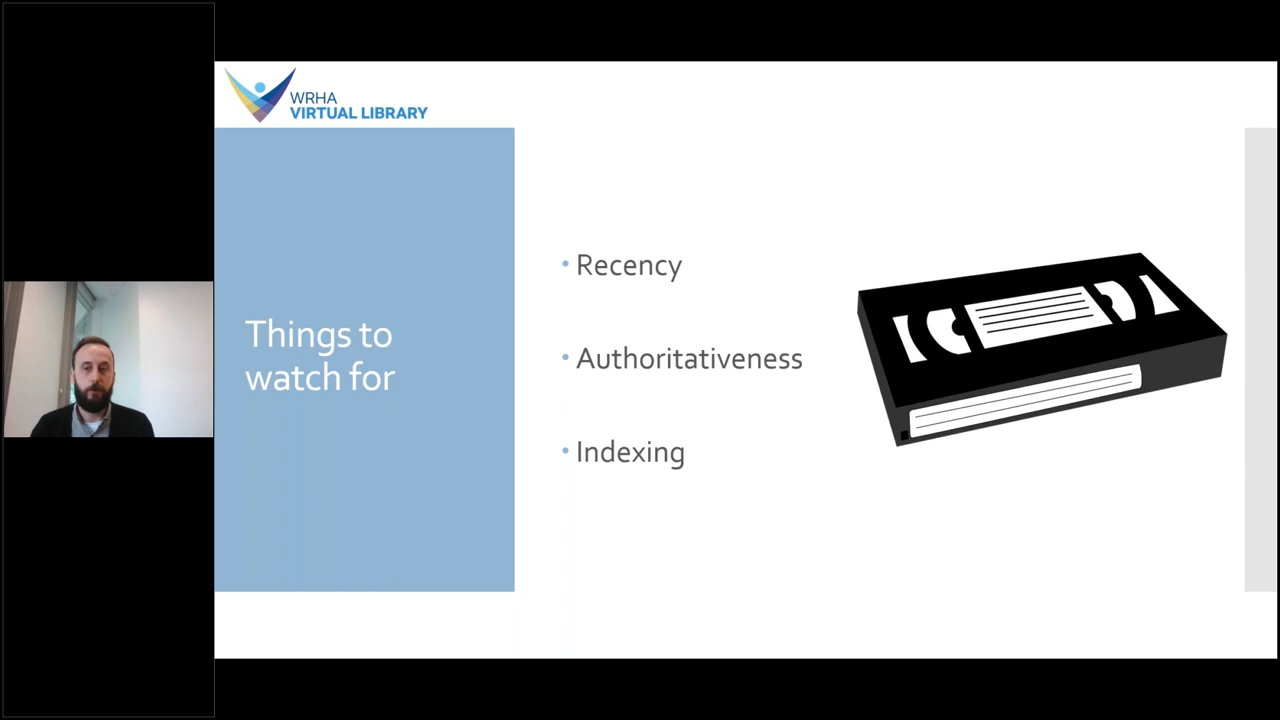 WRHA
VIRTUAL LIBRARY
Things to
watch for
• Recency
• Authoritativeness
• Indexing